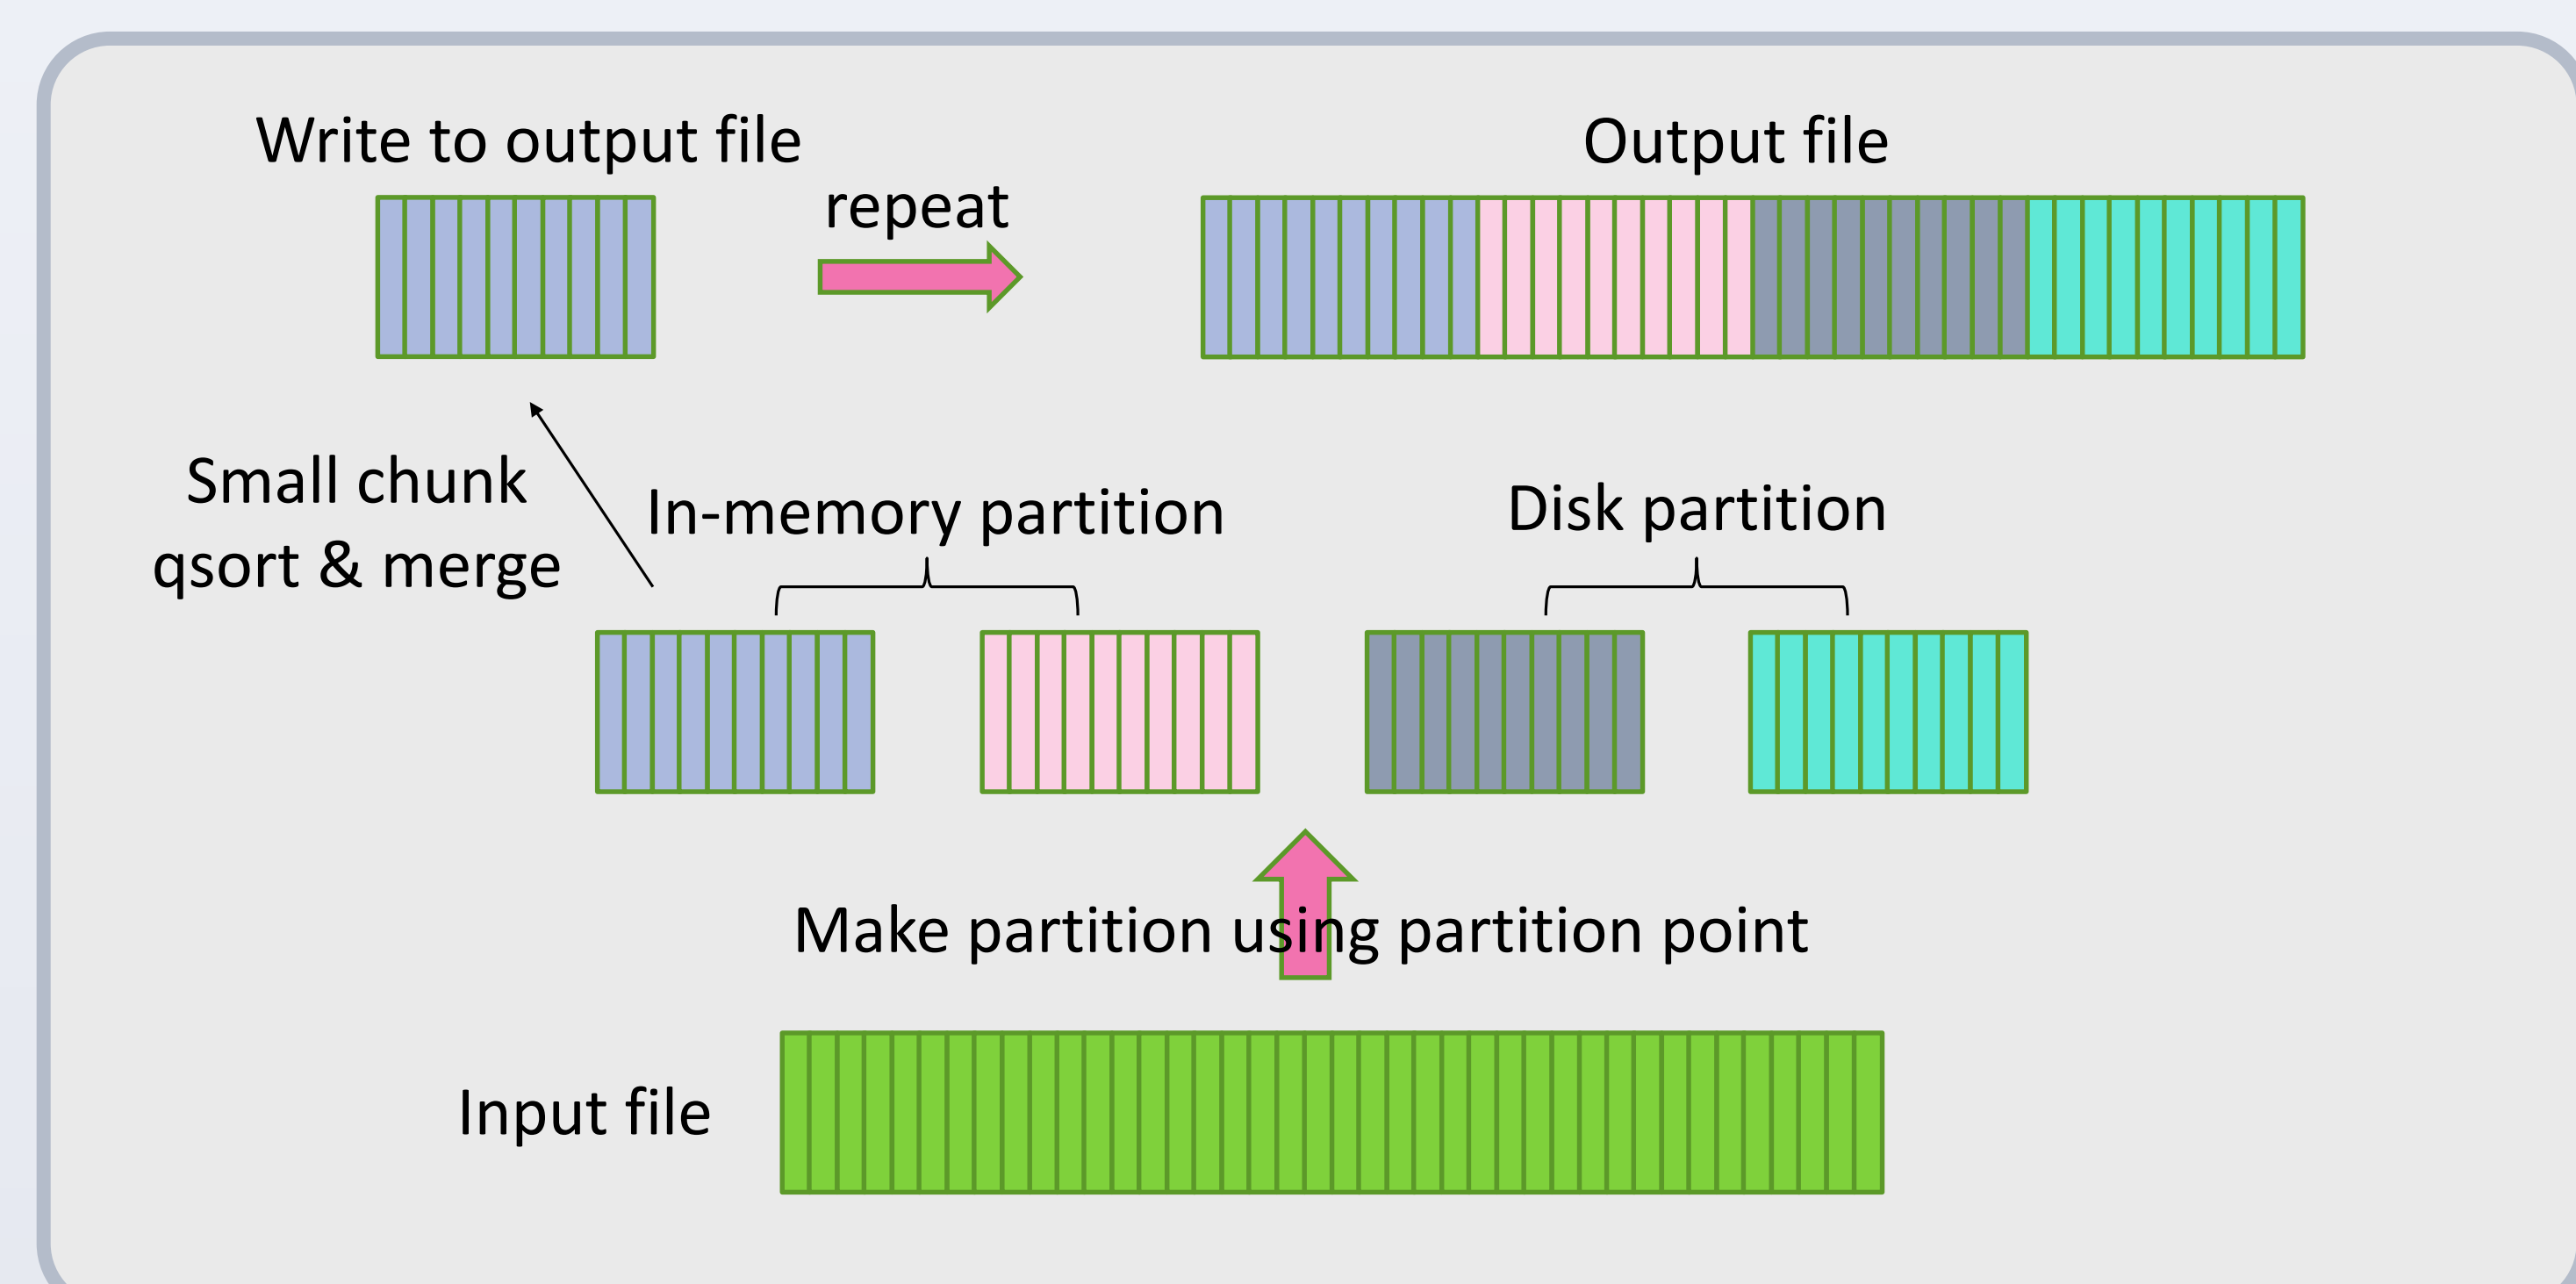 Write to output file
Output file
repeat
Small chunk
qsort & merge
In-memory partition
Disk partition
Make partition using partition point
Input file